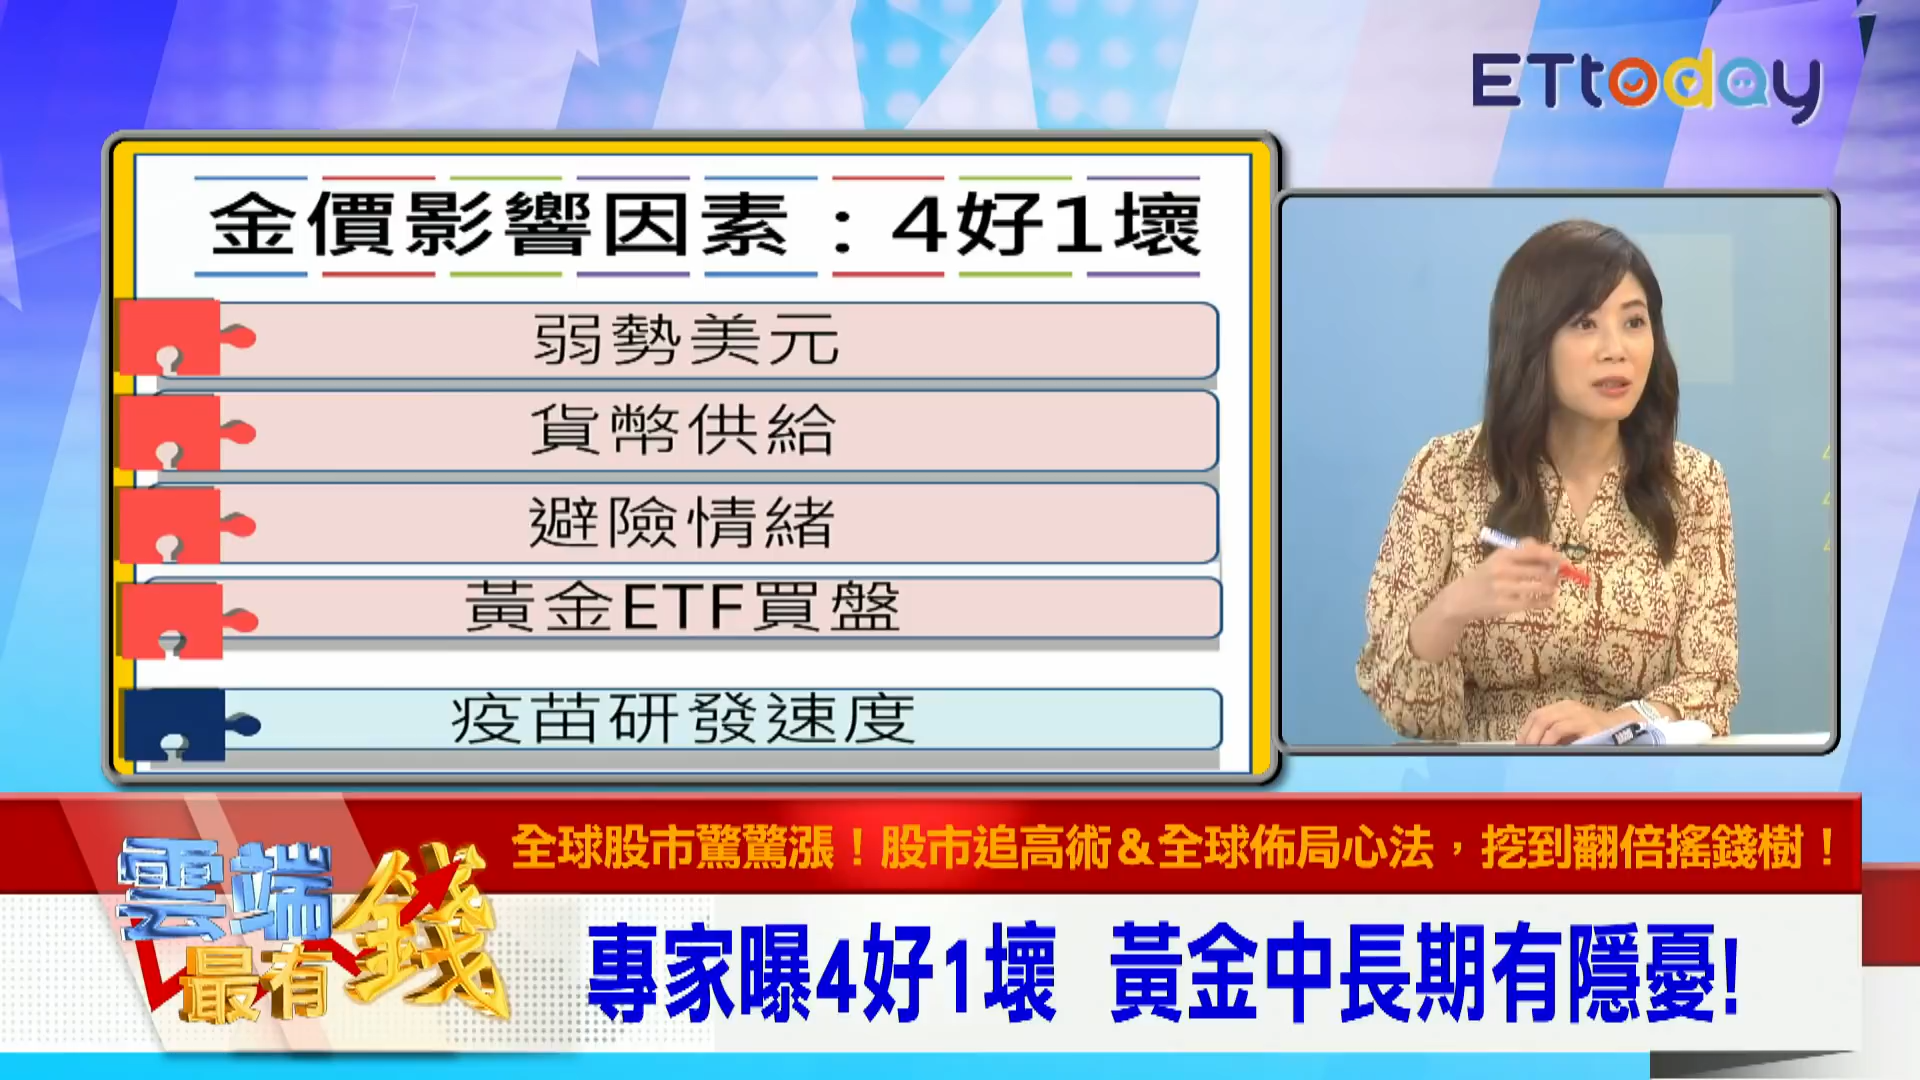 ETtoday
金價影響因素：4好1壞
弱勢美元
貨幣供給
避險情緒
黃金ETF買盤
疫苗研發速度
全球股市驚驚漲！股市追高術＆全球佈局心法，挖到翻倍搖錢樹！
雲端最有錢
專家曝4好1壞 黃金中長期有隱憂!